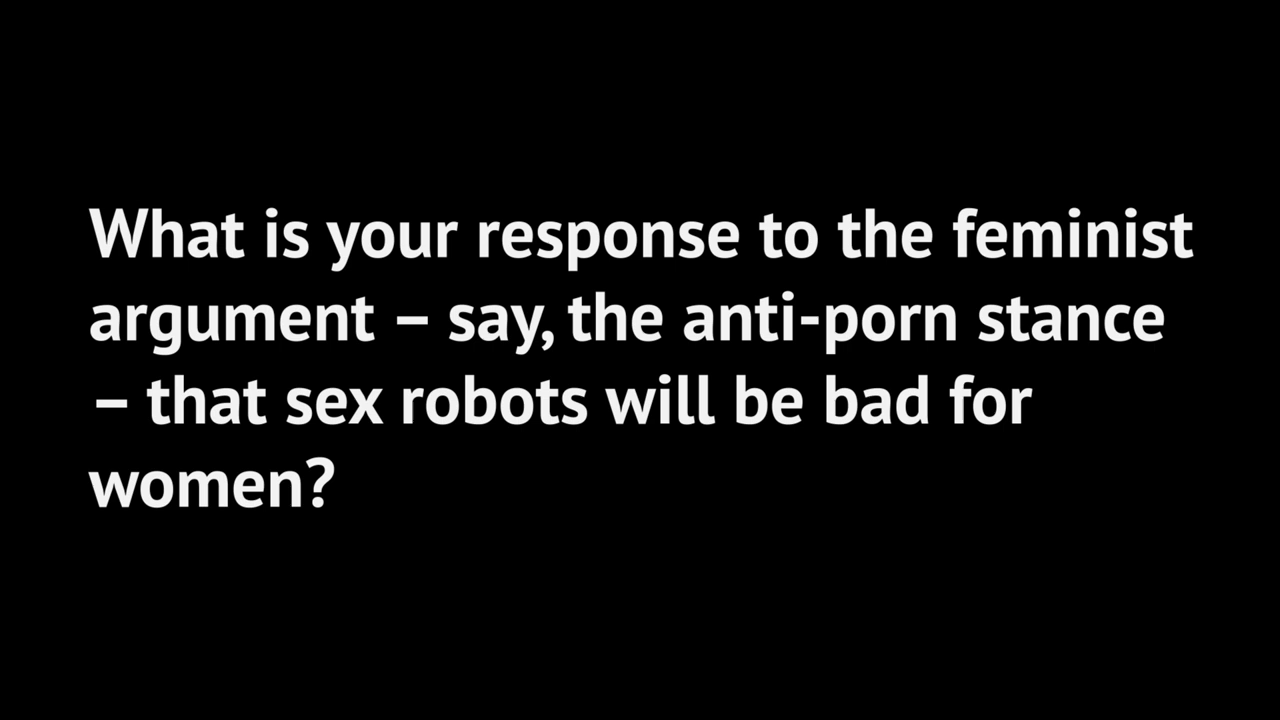 What is your response to the feminist
argument – say, the anti-porn stance
– that sex robots will be bad for
women?